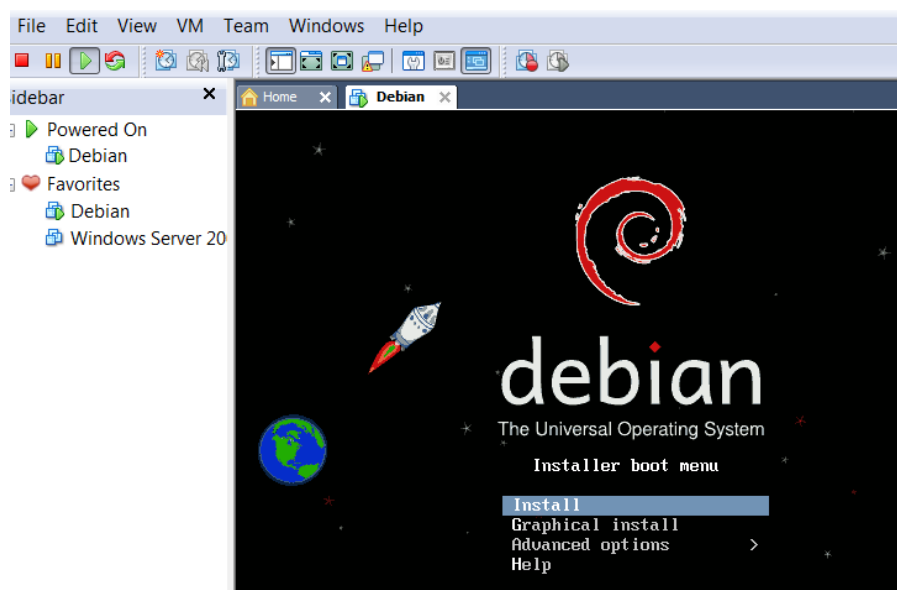 File Edit View VM Team Windows Help
idebar
Home
Debian
Powered On
Debian
Favorites
Debian
Windows Server 20
debian
The Universal Operating System
Installer boot menu
Install
Graphical install
Advanced options >
Help